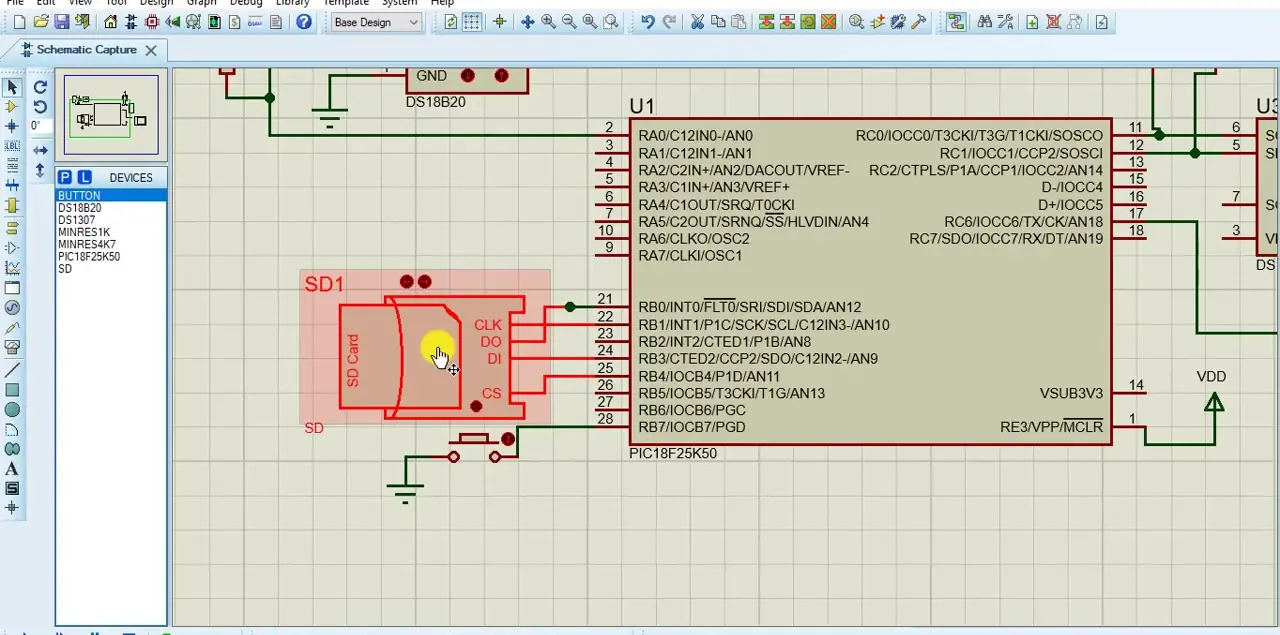 File Edit View Tool Design Graph Debug Library Template System Help
Base Design
Schematic Capture
0°
LBL
P L DEVICES
BUTTON
DS18B20
DS1307
MINRES1K
MINRES4K7
PIC18F25K50
SD
GND
DS18B20
U1
2 RA0/C12IN0-/AN0
3 RA1/C12IN1-/AN1
4 RA2/C2IN+/AN2/DACOUT/VREF-
5 RA3/C1IN+/AN3/VREF+
6 RA4/C1OUT/SRQ/T0CKI
7 RA5/C2OUT/SRNQ/SS/HLVDIN/AN4
10 RA6/CLKO/OSC2
9 RA7/CLKI/OSC1
21 RB0/INT0/FLT0/SRI/SDI/SDA/AN12
22 RB1/INT1/P1C/SCK/SCL/C12IN3-/AN10
23 RB2/INT2/CTED1/P1B/AN8
24 RB3/CTED2/CCP2/SDO/C12IN2-/AN9
25 RB4/IOCB4/P1D/AN11
26 RB5/IOCB5/T3CKI/T1G/AN13
27 RB6/IOCB6/PGC
28 RB7/IOCB7/PGD
PIC18F25K50
RC0/IOCC0/T3CKI/T3G/T1CKI/SOSCO 11
RC1/IOCC1/CCP2/SOSCI 12
RC2/CTPLS/P1A/CCP1/IOCC2/AN14 13
D-/IOCC4 15
D+/IOCC5 16
RC6/IOCC6/TX/CK/AN18 17
RC7/SDO/IOCC7/RX/DT/AN19 18
VSUB3V3 14
RE3/VPP/MCLR 1
VDD
U3
6
5
7
3
DS
SD1
SD Card
CLK
DO
DI
CS
SD